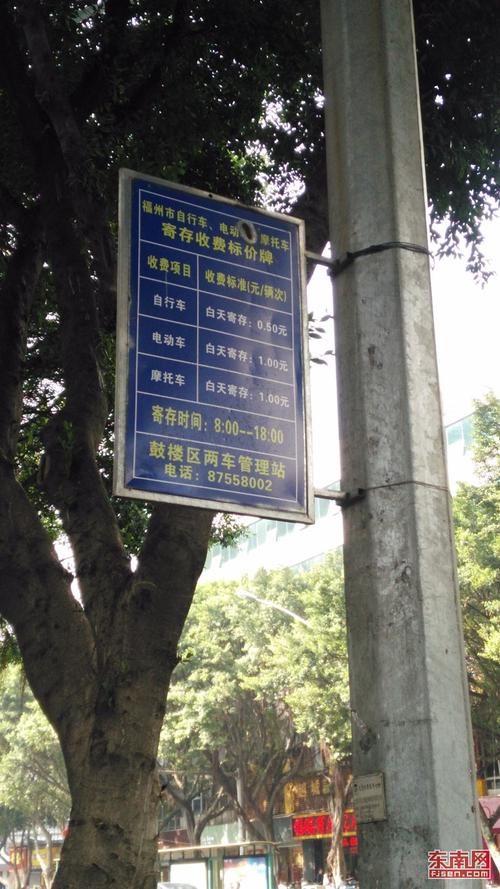 福州市自行车、电动 摩托车
寄存收费标价牌
收费项目 收费标准(元/辆次)
自行车 白天寄存：0.50元
电动车 白天寄存：1.00元
摩托车 白天寄存：1.00元
寄存时间：8:00--18:00
鼓楼区两车管理站
电话：87558002
东南网
FJSEN.COM